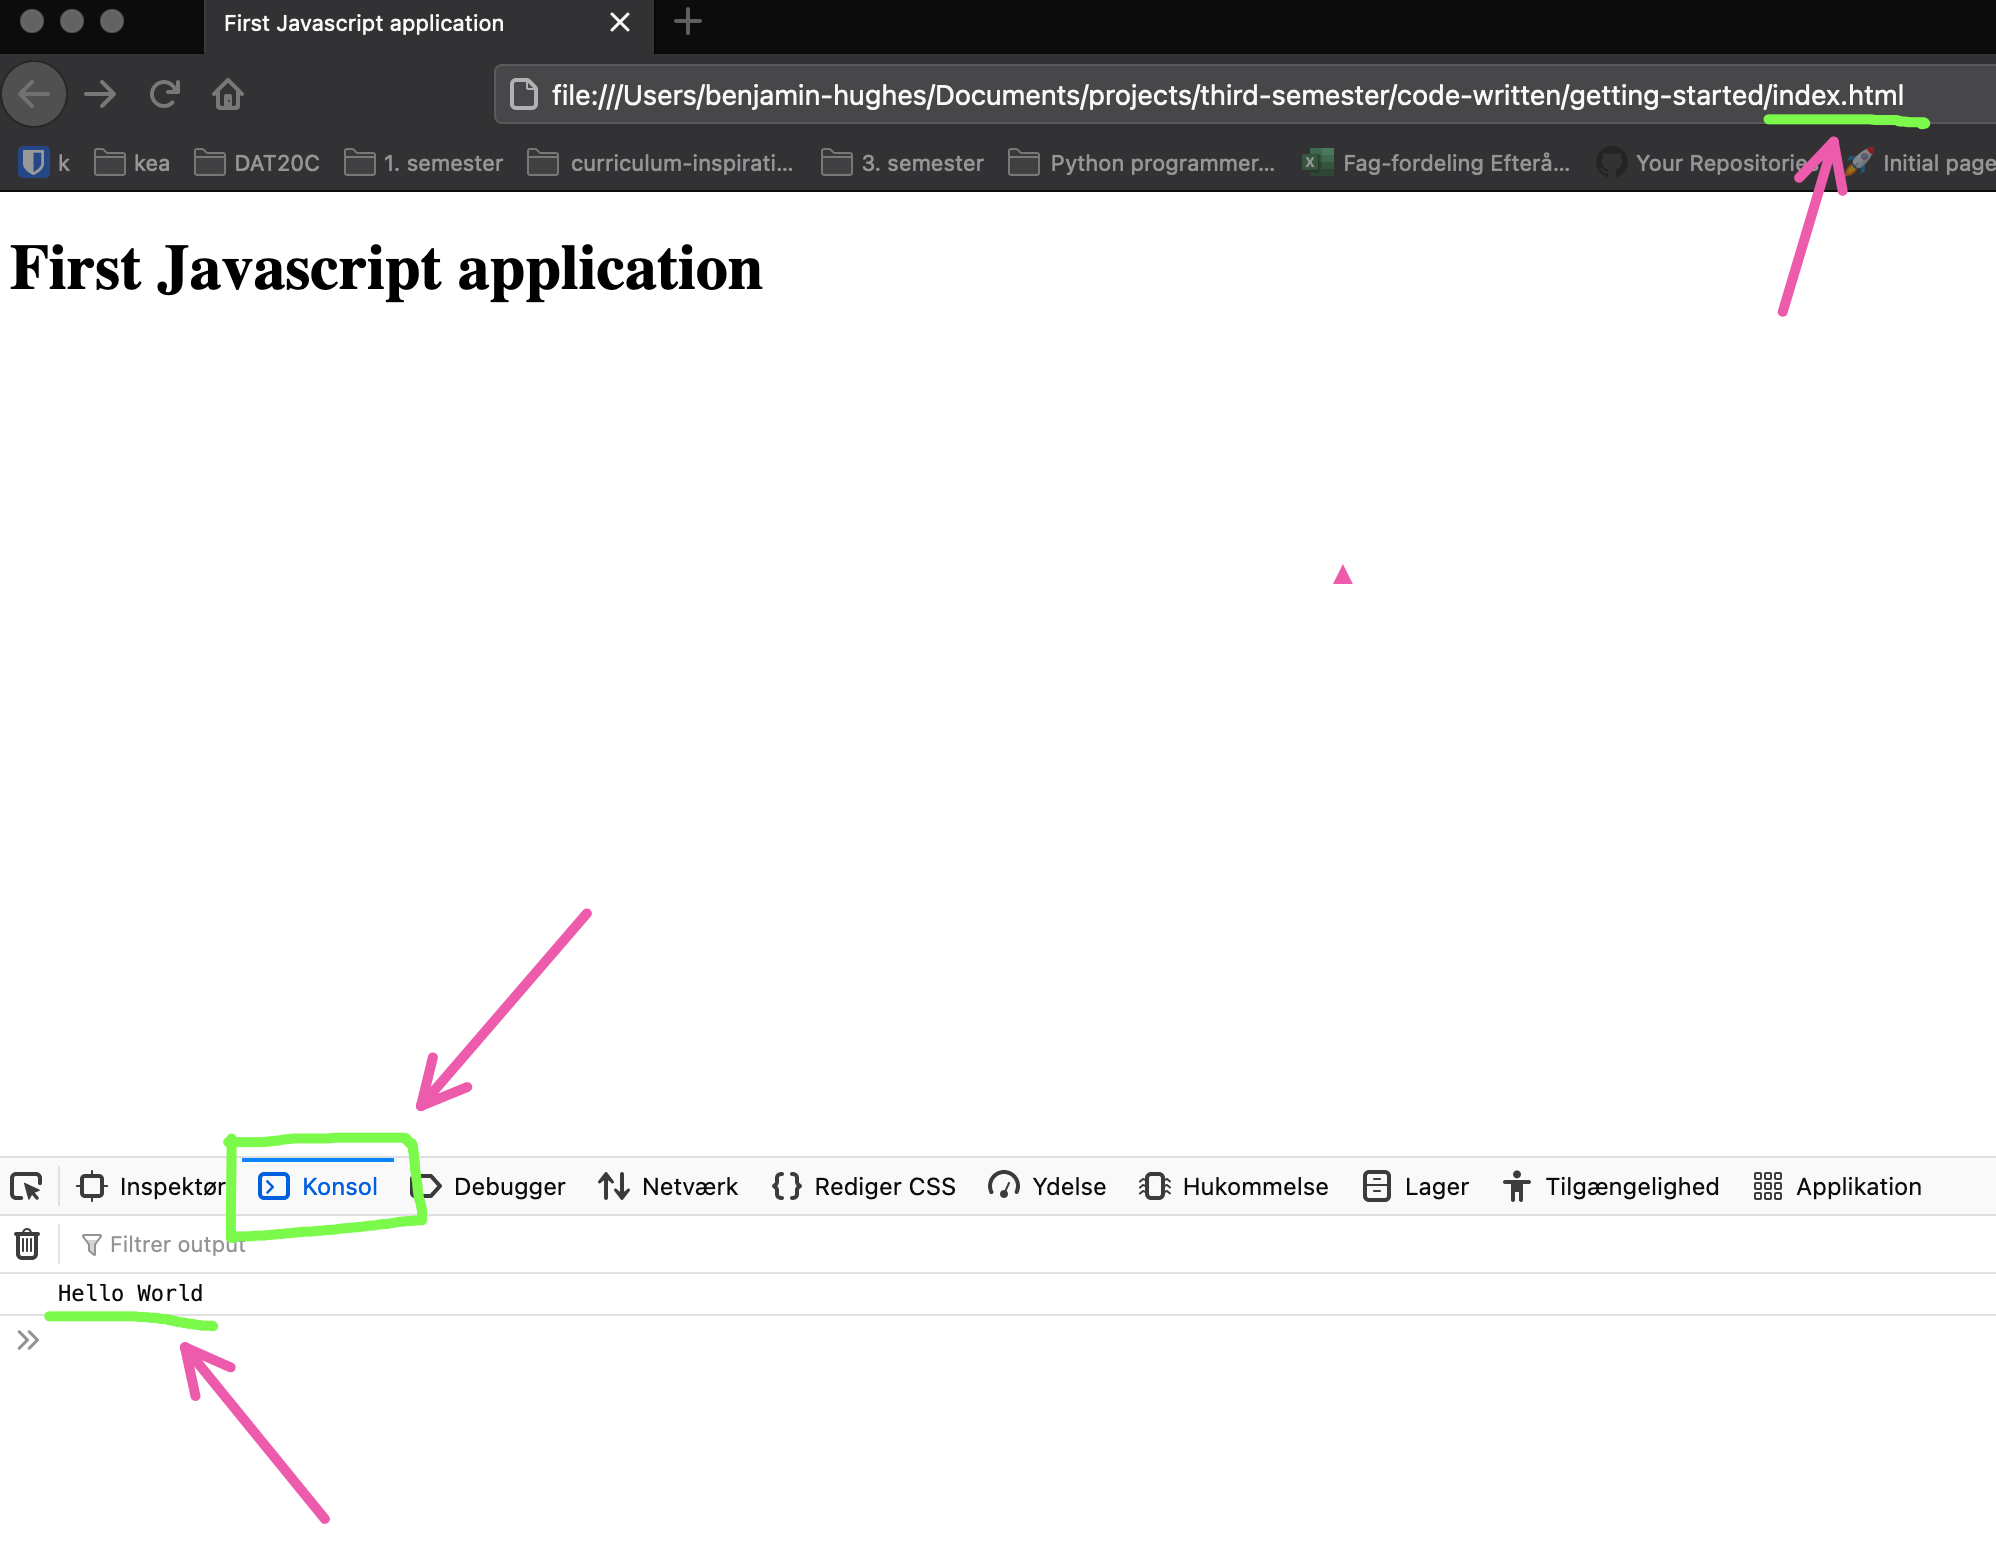 First Javascript application
file:///Users/benjamin-hughes/Documents/projects/third-semester/code-written/getting-started/index.html
k kea DAT20C 1. semester curriculum-inspirati... 3. semester Python programmer... Fag-fordeling Efterå... Your Repositorie Initial page
First Javascript application
Inspektør Konsol Debugger Netværk Rediger CSS Ydelse Hukommelse Lager Tilgængelighed Applikation
Filtrer output
Hello World